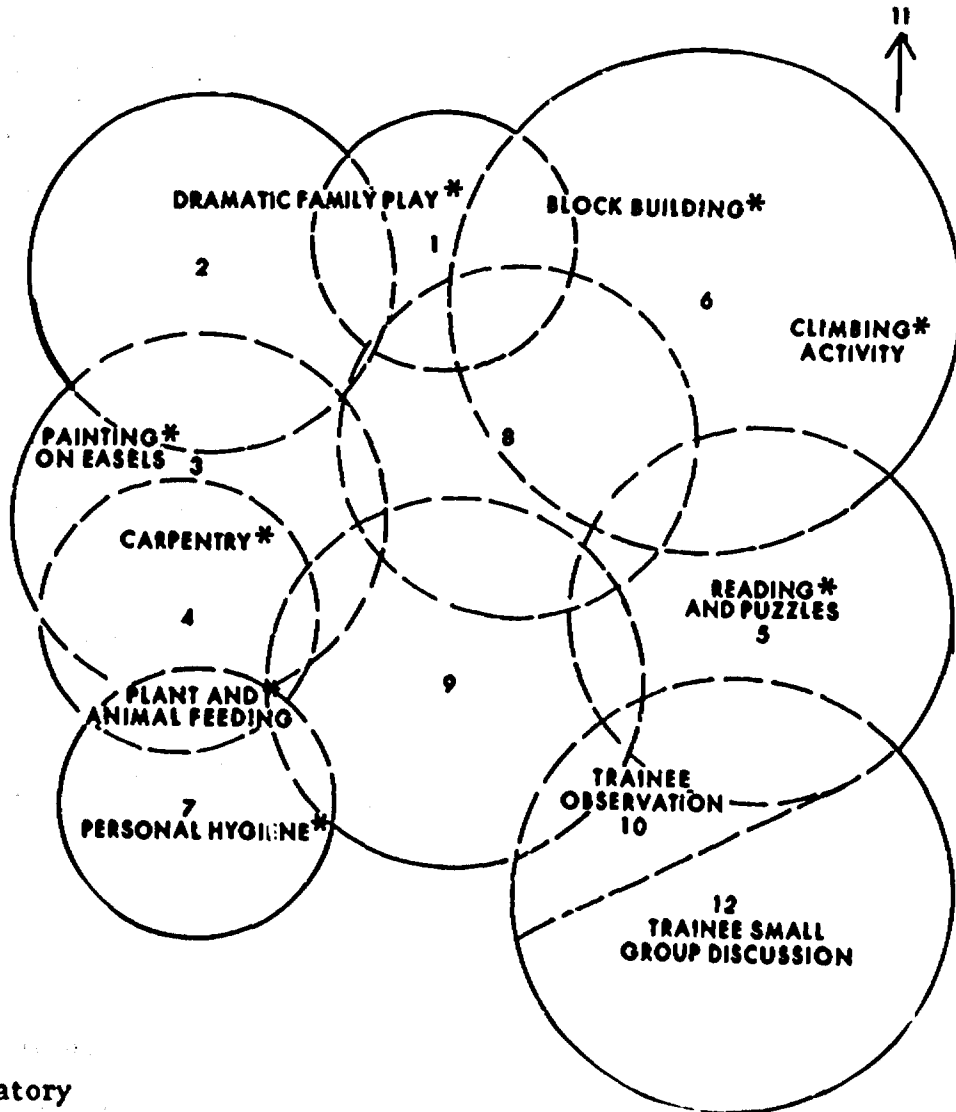 11
DRAMATIC FAMILY PLAY *
BLOCK BUILDING*
1
2
6
CLIMBING*
ACTIVITY
PAINTING*
ON EASELS
3
8
CARPENTRY*
4
READING*
AND PUZZLES
5
9
PLANT AND *
ANIMAL FEEDING
7
PERSONAL HYGIENE*
TRAINEE
OBSERVATION
10
12
TRAINEE SMALL
GROUP DISCUSSION
atory